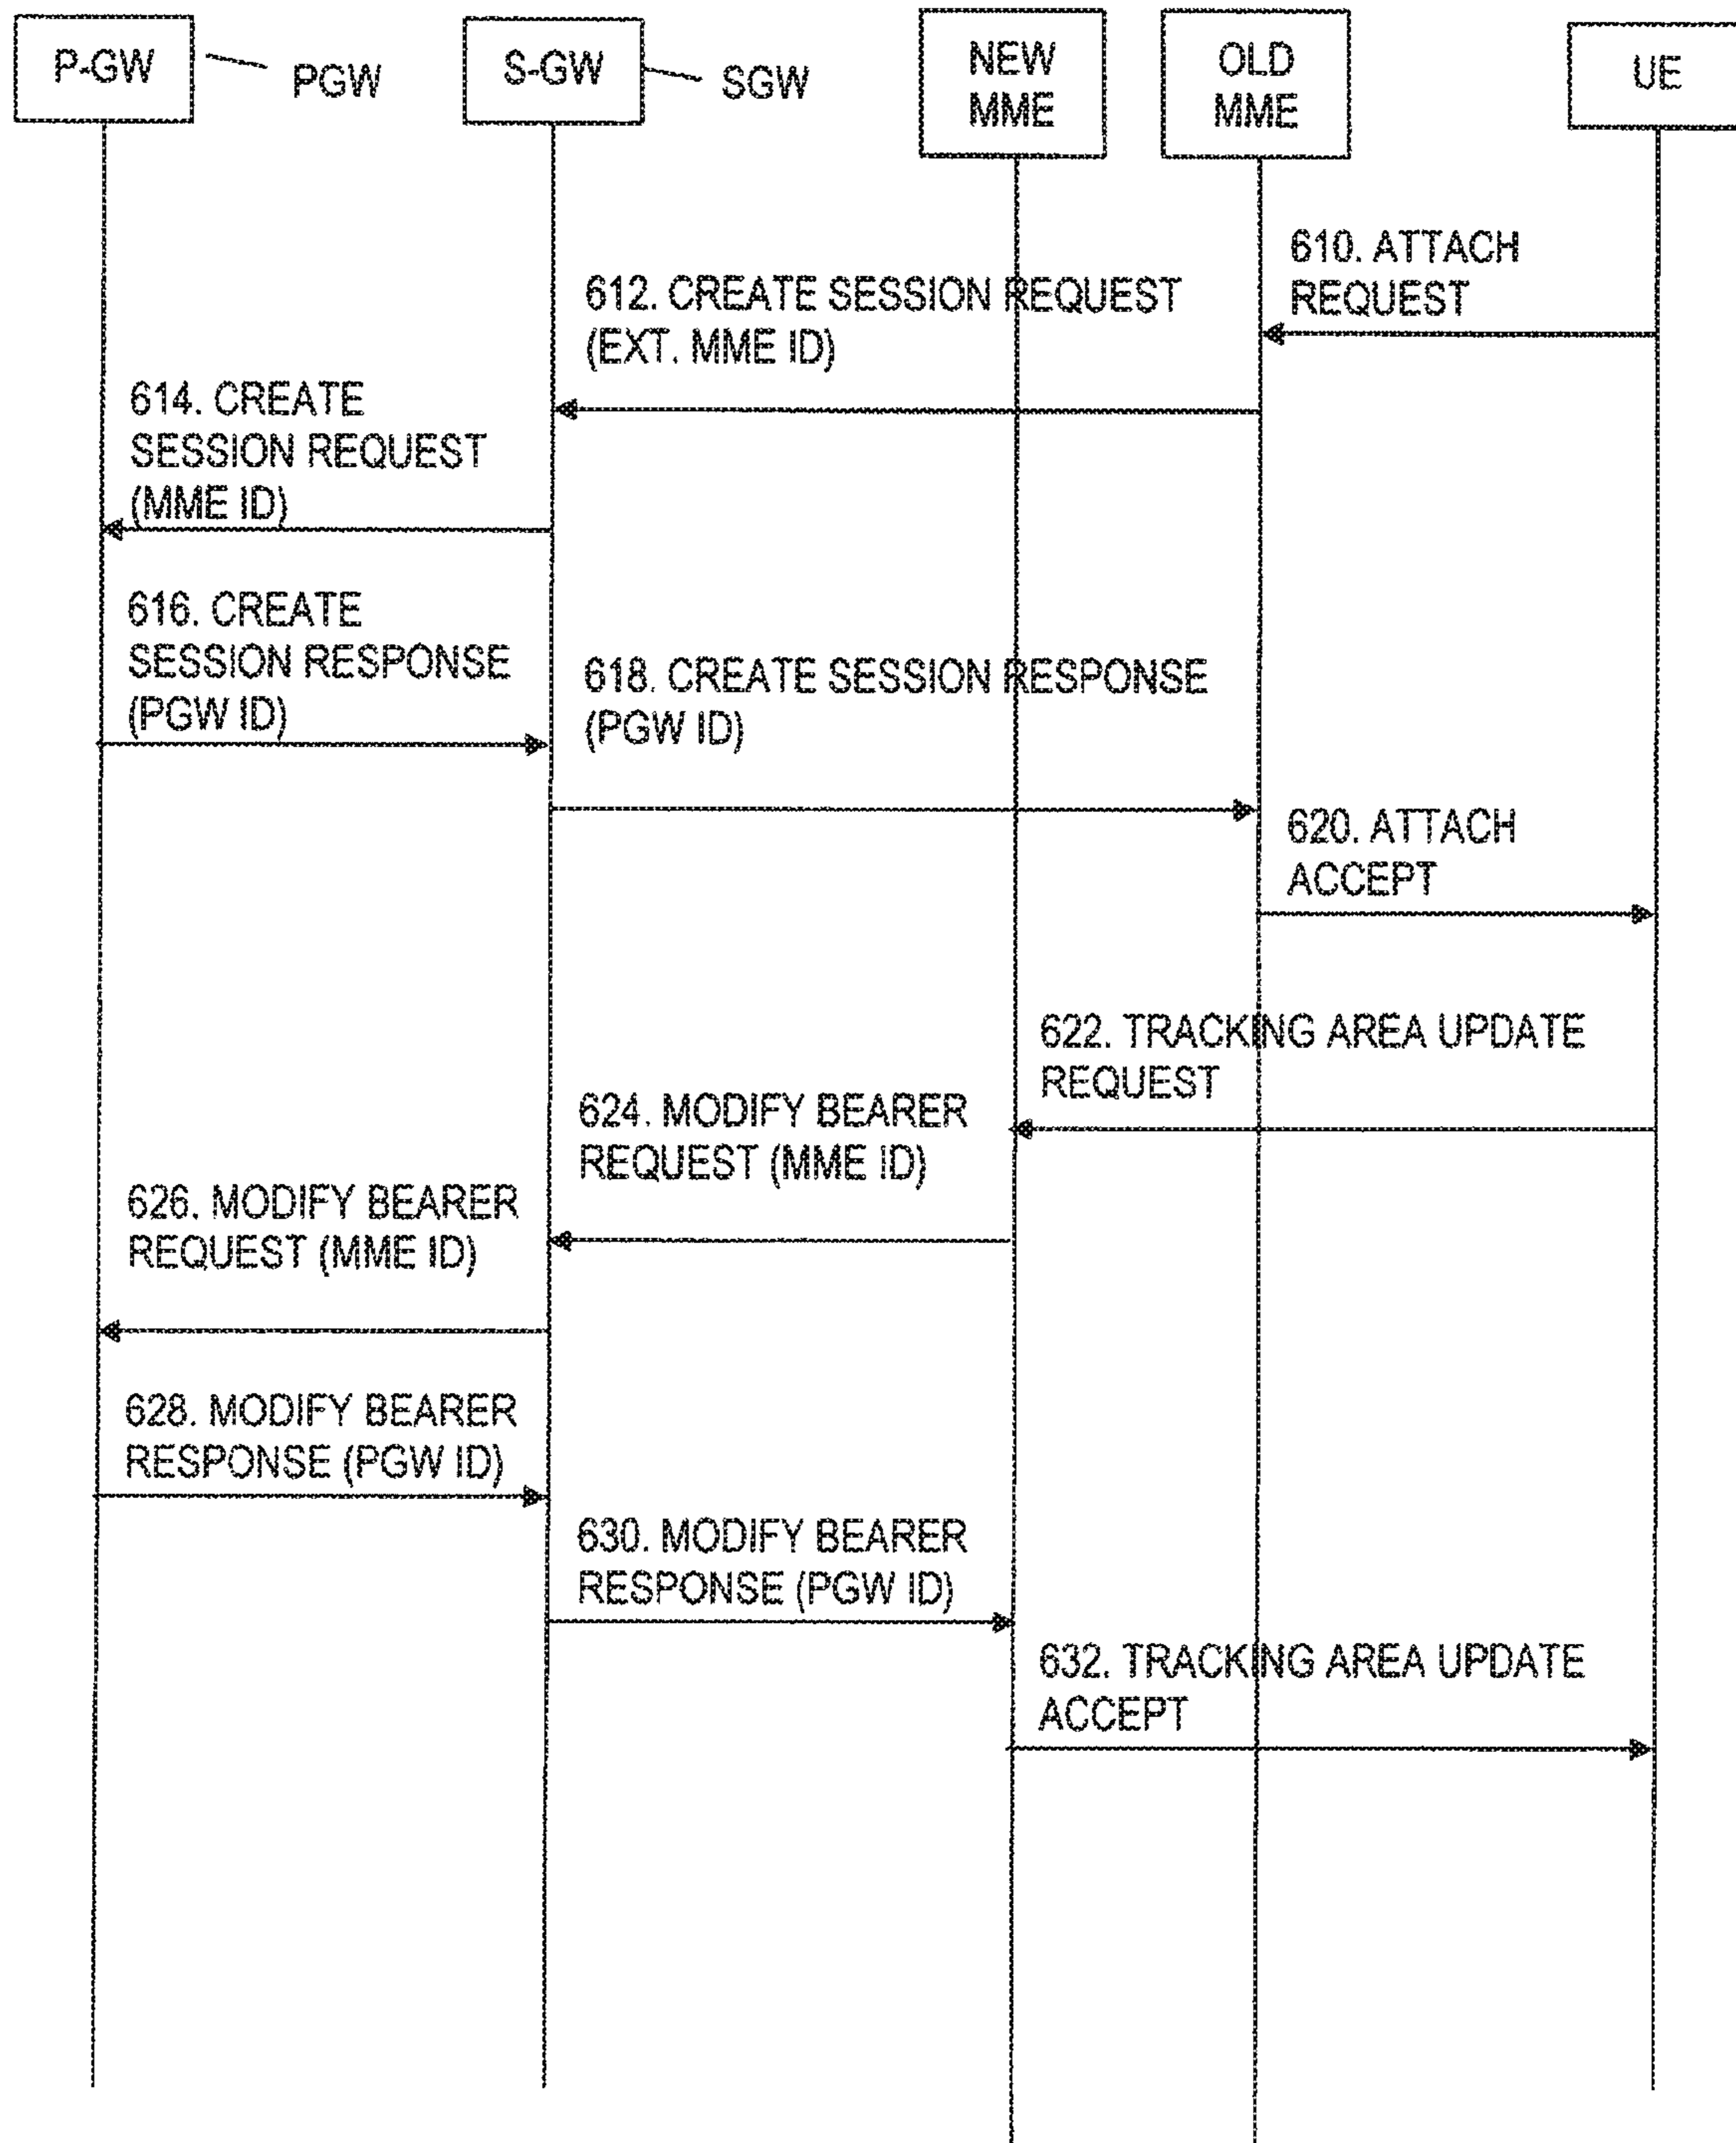 P-GW
PGW
S-GW
SGW
NEW
MME
OLD
MME
UE
610. ATTACH
REQUEST
612. CREATE SESSION REQUEST
(EXT. MME ID)
614. CREATE
SESSION REQUEST
(MME ID)
616. CREATE
SESSION RESPONSE
(PGW ID)
618. CREATE SESSION RESPONSE
(PGW ID)
620. ATTACH
ACCEPT
622. TRACKING AREA UPDATE
REQUEST
624. MODIFY BEARER
REQUEST (MME ID)
626. MODIFY BEARER
REQUEST (MME ID)
628. MODIFY BEARER
RESPONSE (PGW ID)
630. MODIFY BEARER
RESPONSE (PGW ID)
632. TRACKING AREA UPDATE
ACCEPT